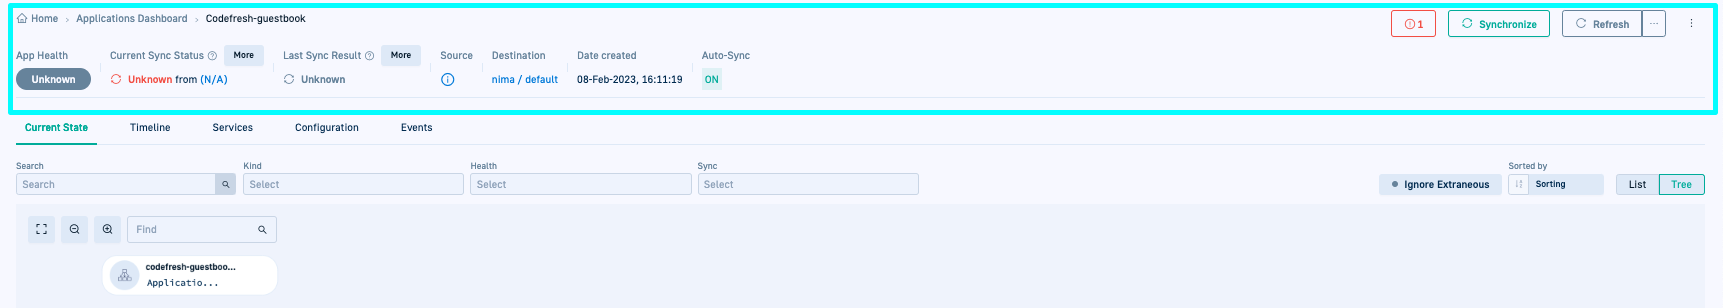 Home > Applications Dashboard > Codefresh-guestbook
1 Synchronize Refresh ...
App Health Current Sync Status More Last Sync Result More Source Destination Date created Auto-Sync
Unknown Unknown from (N/A) Unknown nima / default 08-Feb-2023, 16:11:19 ON
Current State Timeline Services Configuration Events
Search Kind Health Sync Sorted by
Search Select Select Select Ignore Extraneous Sorting List Tree
Find
codefresh-guestboo...
Applicatio...